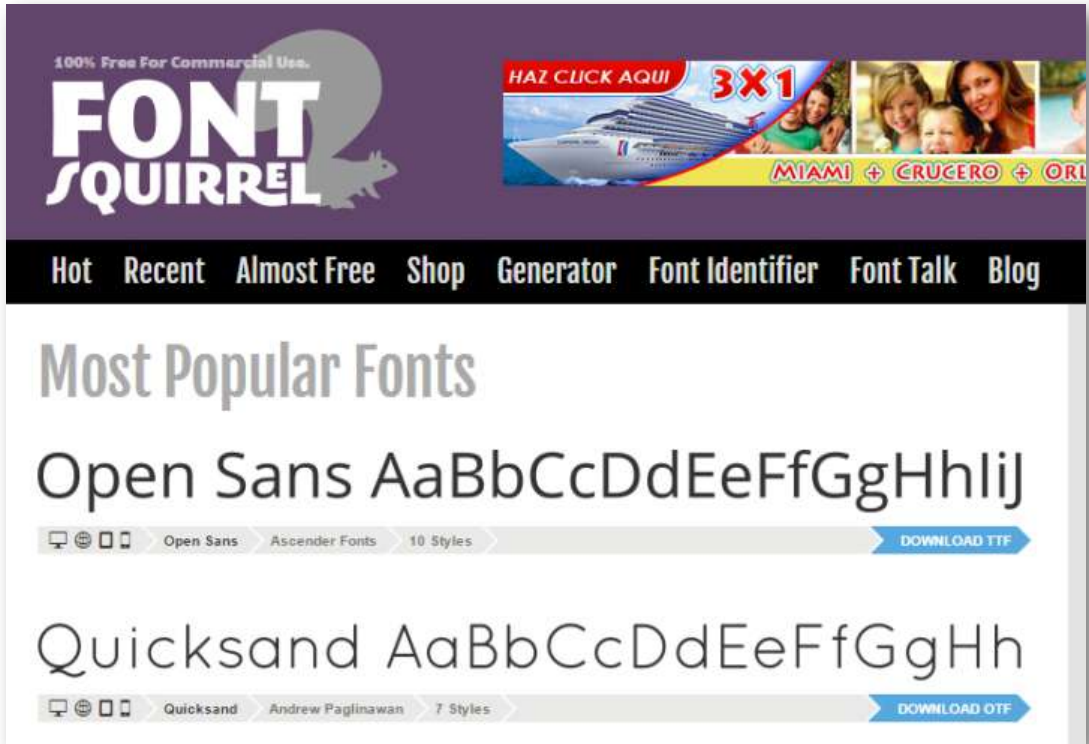 100% Free For Commercial Use.
FONT
SQUIRREL
HAZ CLICK AQUI
3X1
MIAMI + CRUCERO + ORL
Hot Recent Almost Free Shop Generator Font Identifier Font Talk Blog
Most Popular Fonts
Open Sans AaBbCcDdEeFfGgHhIiJ
Open Sans Ascender Fonts 10 Styles DOWNLOAD TTF
Quicksand AaBbCcDdEeFfGgHh
Quicksand Andrew Paglinawan 7 Styles DOWNLOAD OTF